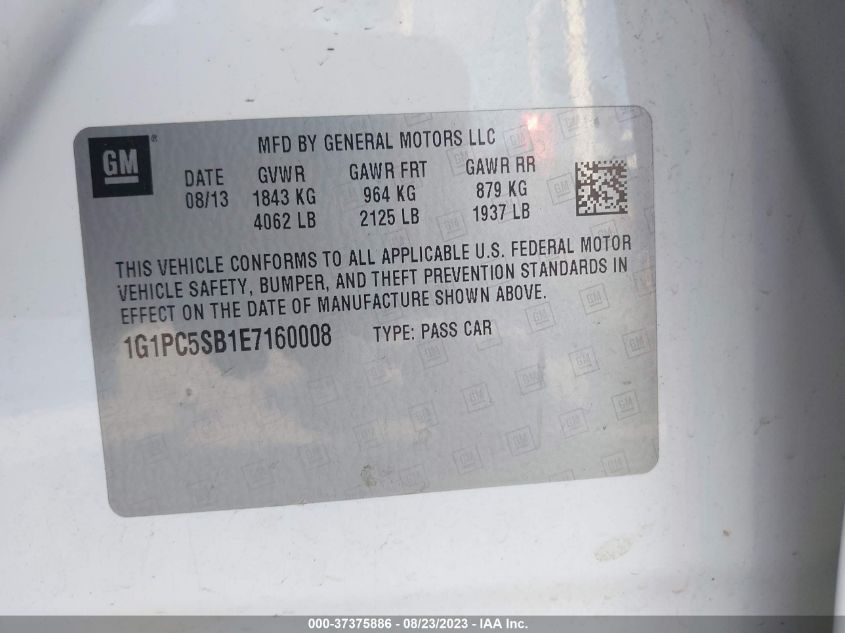 GM®
MFD BY GENERAL MOTORS LLC
DATE GVWR GAWR FRT GAWR RR
08/13 1843 KG 964 KG 879 KG
4062 LB 2125 LB 1937 LB
THIS VEHICLE CONFORMS TO ALL APPLICABLE U.S. FEDERAL MOTOR
VEHICLE SAFETY, BUMPER, AND THEFT PREVENTION STANDARDS IN
EFFECT ON THE DATE OF MANUFACTURE SHOWN ABOVE.
1G1PC5SB1E7160008 TYPE: PASS CAR
000-37375886 - 08/23/2023 - IAA Inc.